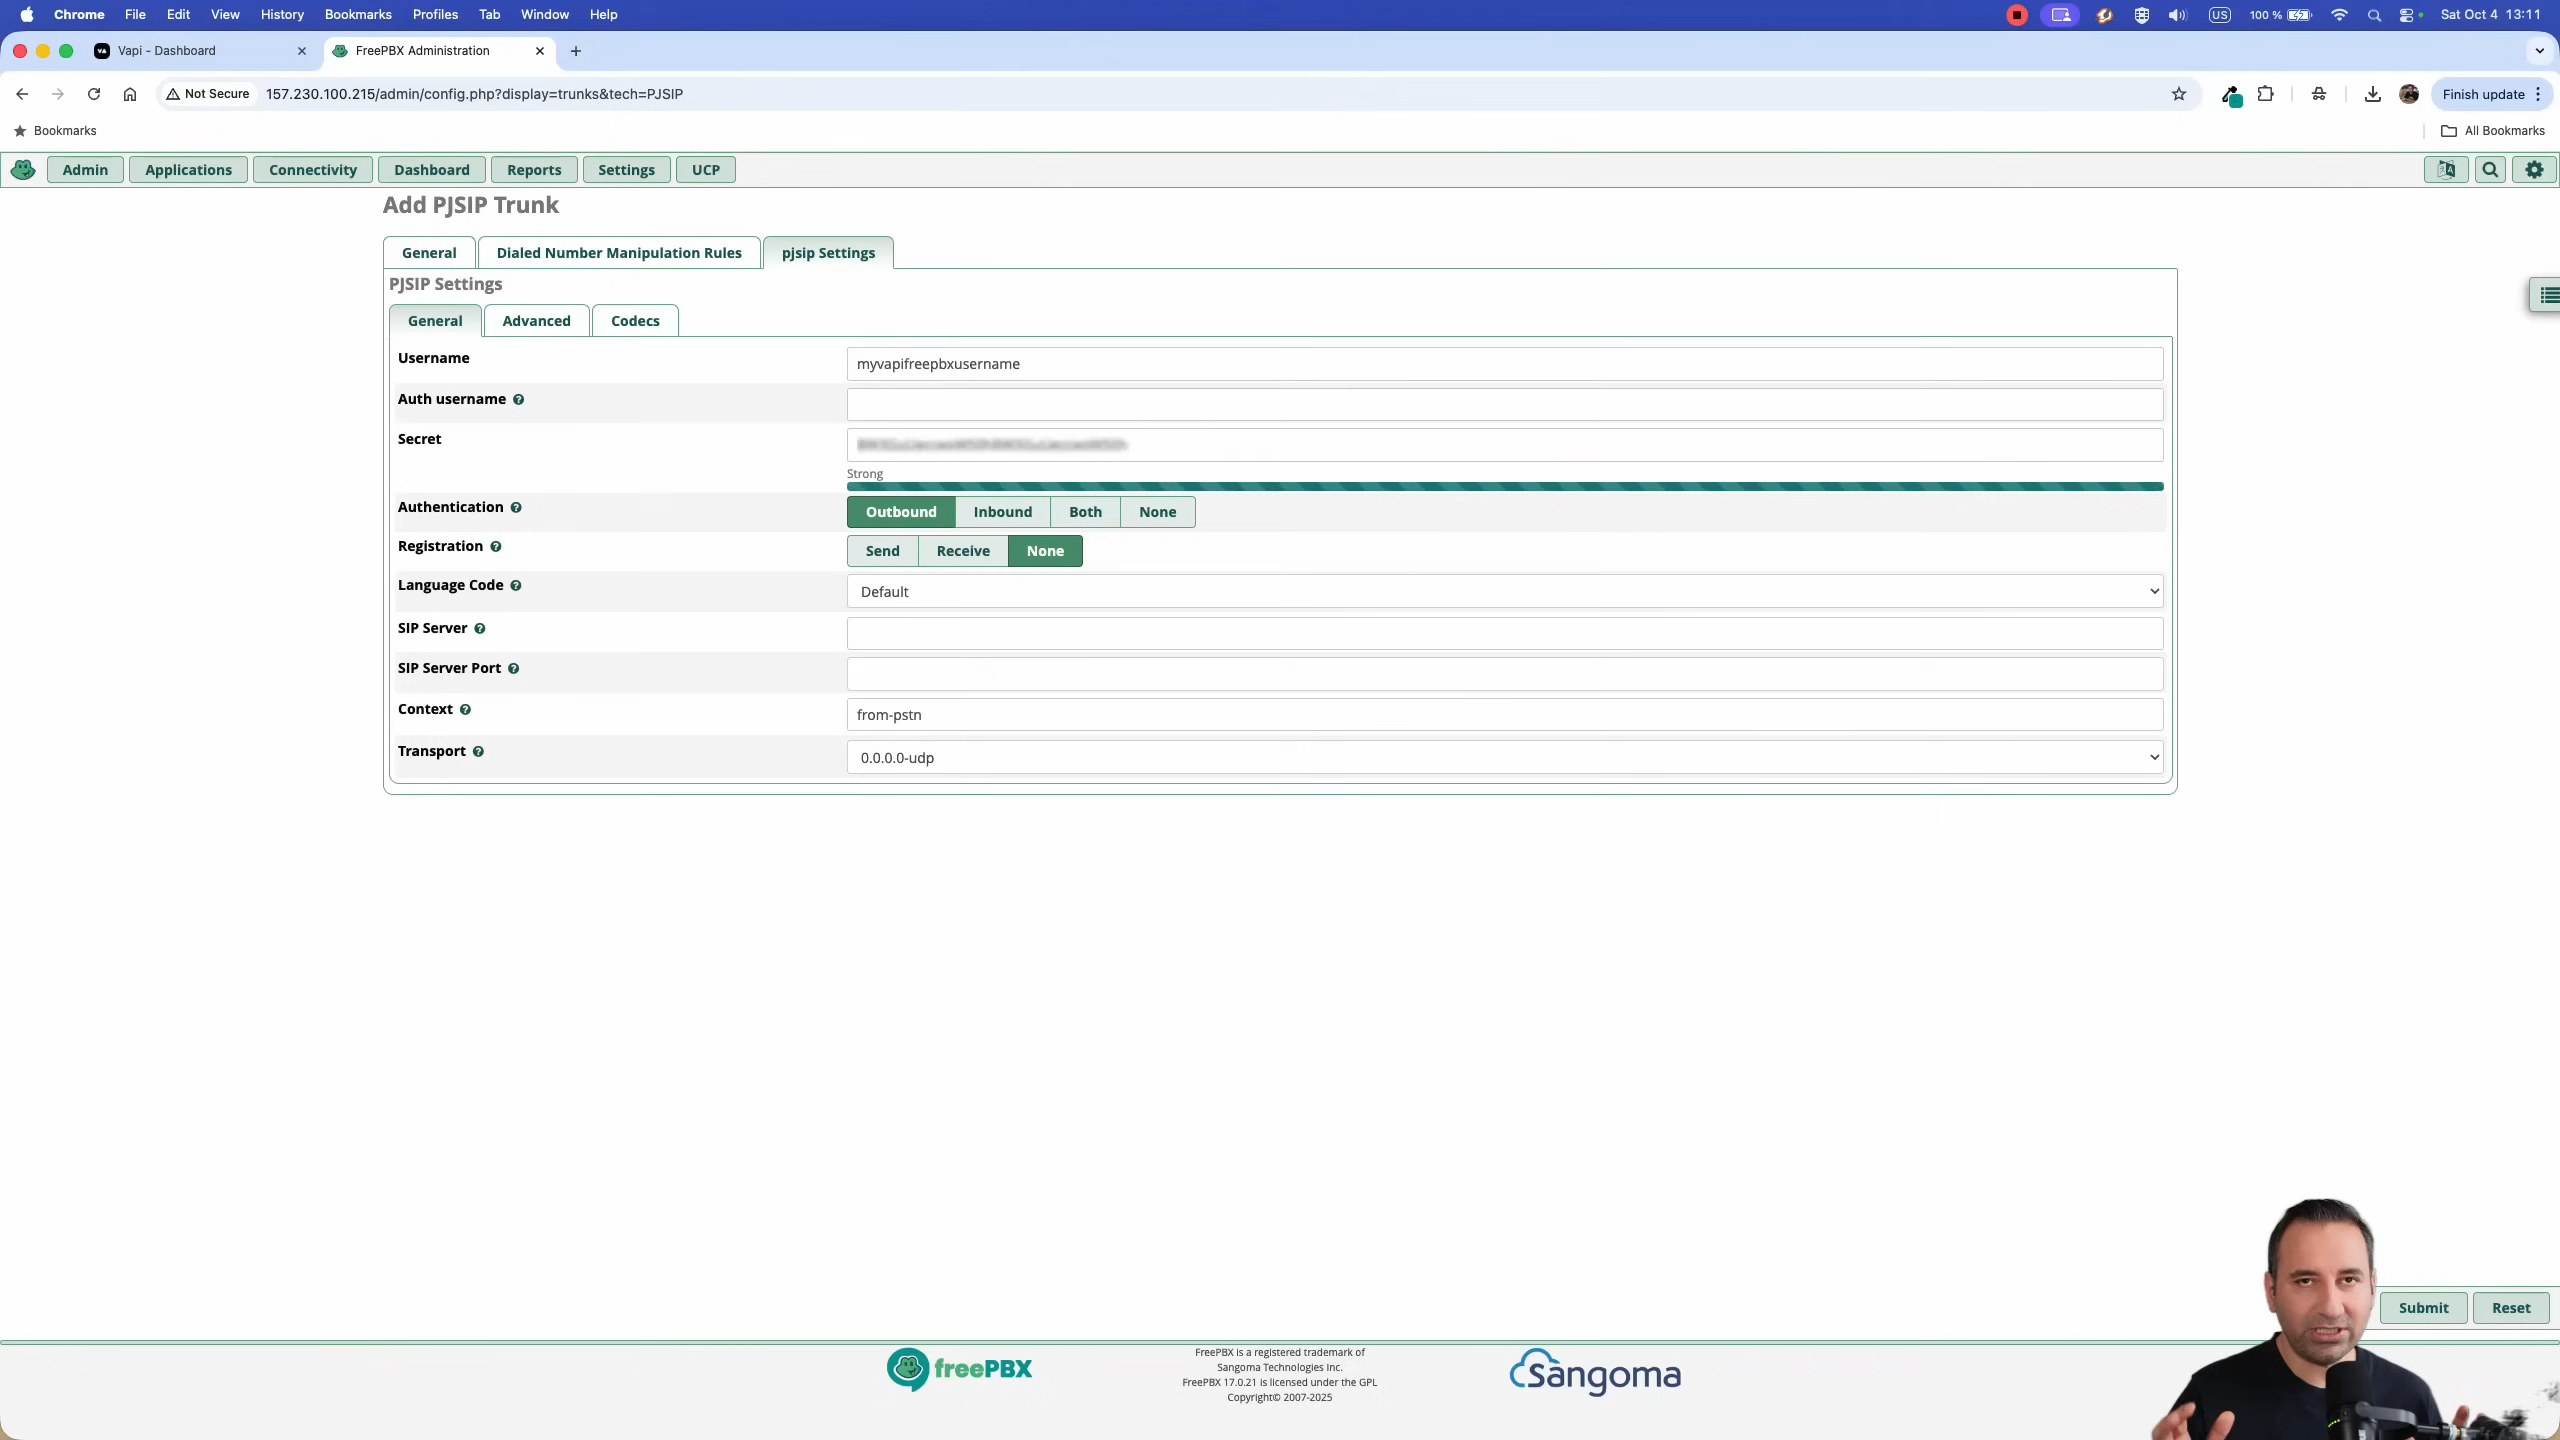 Chrome File Edit View History Bookmarks Profiles Tab Window Help
US 100 % Sat Oct 4 13:11
Vapi - Dashboard
FreePBX Administration
Not Secure 157.230.100.215/admin/config.php?display=trunks&tech=PJSIP
Finish update
Bookmarks
All Bookmarks
Admin Applications Connectivity Dashboard Reports Settings UCP
Add PJSIP Trunk
General Dialed Number Manipulation Rules pjsip Settings
PJSIP Settings
General Advanced Codecs
Username myvapifreepbxusername
Auth username
Secret
Strong
Authentication Outbound Inbound Both None
Registration Send Receive None
Language Code Default
SIP Server
SIP Server Port
Context from-pstn
Transport 0.0.0.0-udp
Submit Reset
freePBX
FreePBX is a registered trademark of
Sangoma Technologies Inc.
FreePBX 17.0.21 is licensed under the GPL
Copyright© 2007-2025
Sangoma